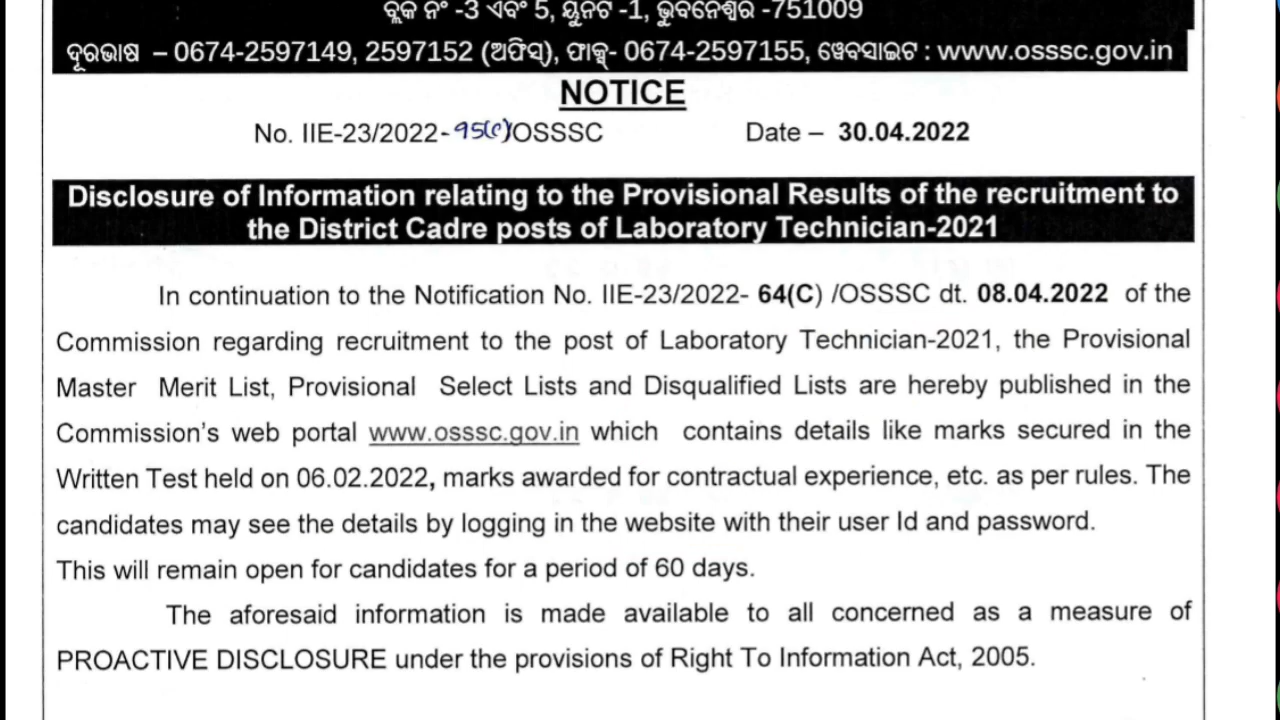 ବ୍ଲକ ନଂ -3 ଏବଂ 5, ୟୁନିଟ -1, ଭୁବନେଶ୍ୱର -751009
ଦୂରଭାଷ – 0674-2597149, 2597152 (ଅଫିସ୍), ଫାକ୍ସ- 0674-2597155, ୱେବସାଇଟ : www.osssc.gov.in
NOTICE
No. IIE-23/2022-95(C)/OSSSC Date – 30.04.2022
Disclosure of Information relating to the Provisional Results of the recruitment to
the District Cadre posts of Laboratory Technician-2021
In continuation to the Notification No. IIE-23/2022- 64(C) /OSSSC dt. 08.04.2022 of the
Commission regarding recruitment to the post of Laboratory Technician-2021, the Provisional
Master Merit List, Provisional Select Lists and Disqualified Lists are hereby published in the
Commission's web portal www.osssc.gov.in which contains details like marks secured in the
Written Test held on 06.02.2022, marks awarded for contractual experience, etc. as per rules. The
candidates may see the details by logging in the website with their user Id and password.
This will remain open for candidates for a period of 60 days.
The aforesaid information is made available to all concerned as a measure of
PROACTIVE DISCLOSURE under the provisions of Right To Information Act, 2005.